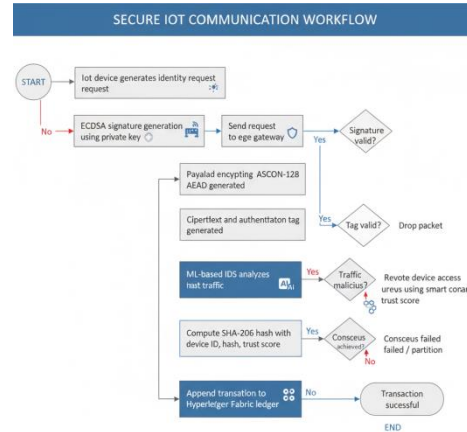 SECURE IOT COMMUNICATION WORKFLOW
START
Iot device generates identity request
request
No
ECDSA signature generation
using private key
Send request
to ege gateway
Signature
valid?
Yes
Payalad encypting ASCON-128
AEAD generated
Cipertlext and authenttaton tag
generated
Yes
Tag valid?
Drop packet
ML-based IDS analyzes
nast traffic
AI
Yes
Traffic
malicius?
Revote device access
ureus using smart conar
trust score
Compute SHA-206 hash with
device ID, hash, trust score
Yes
Consceus
achieved?
Consceus failed
failed / partition
No
Append transation to
Hyperlerger Fabric ledger
No
Transaction
sucessful
END